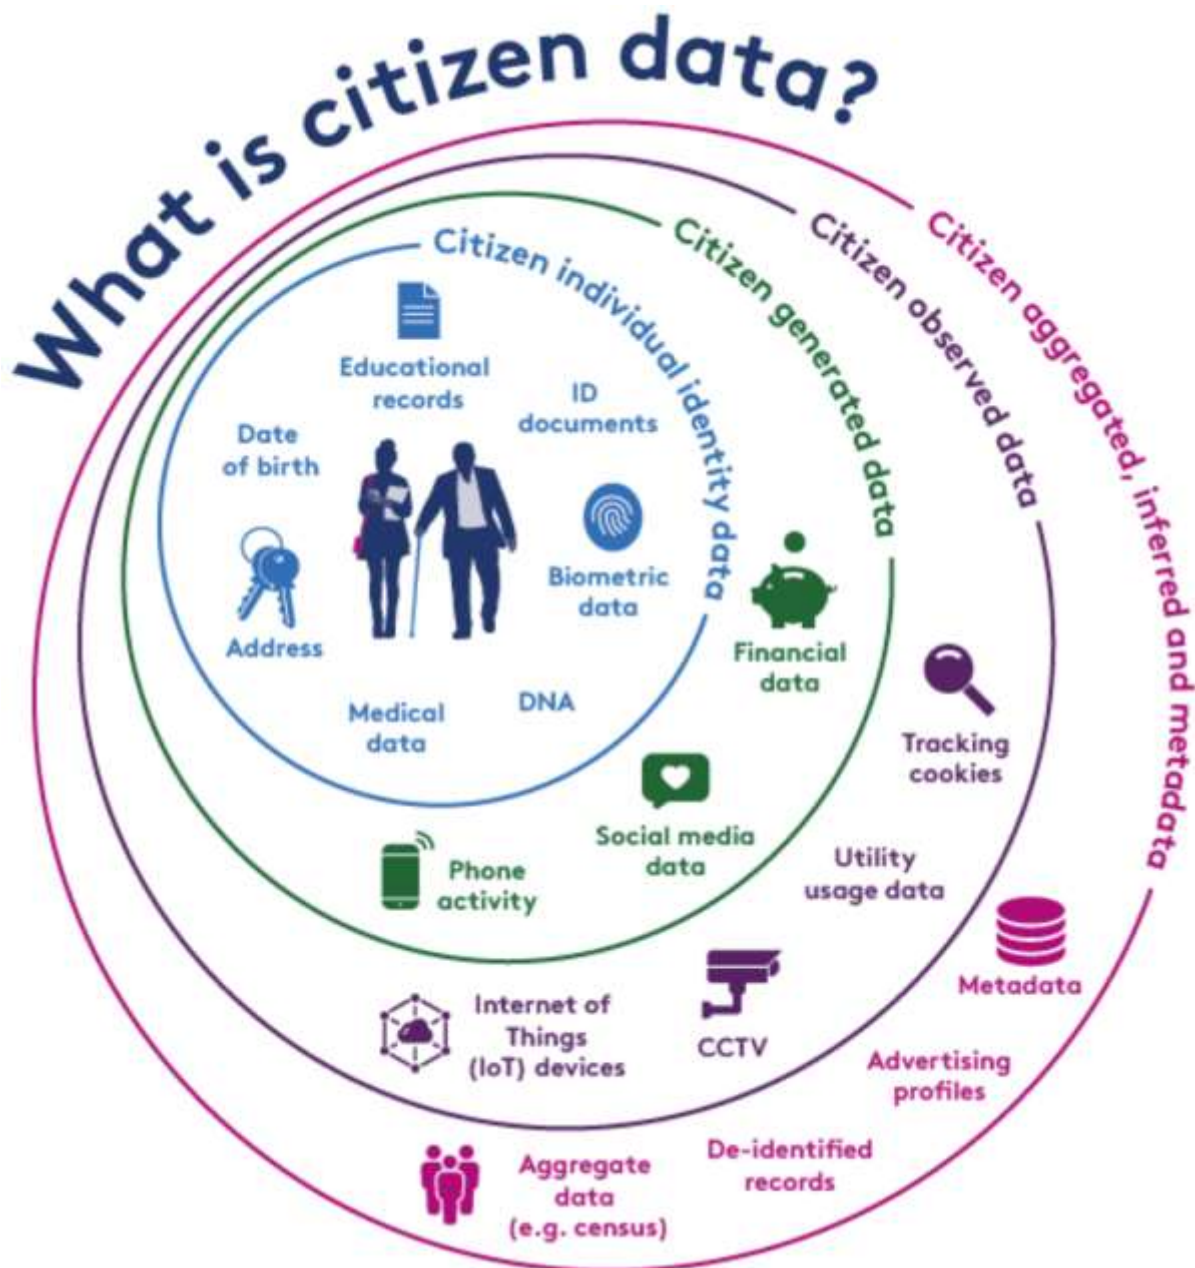 What is citizen data?
Citizen individual identity data
Educational
records
ID
documents
Date
of birth
Biometric
data
Address
Medical
data
DNA
Citizen generated data
Financial
data
Social media
data
Phone
activity
Citizen observed data
Tracking
cookies
Utility
usage data
CCTV
Internet of
Things
(IoT) devices
Citizen aggregated, inferred and metadata
Metadata
Advertising
profiles
De-identified
records
Aggregate
data
(e.g. census)